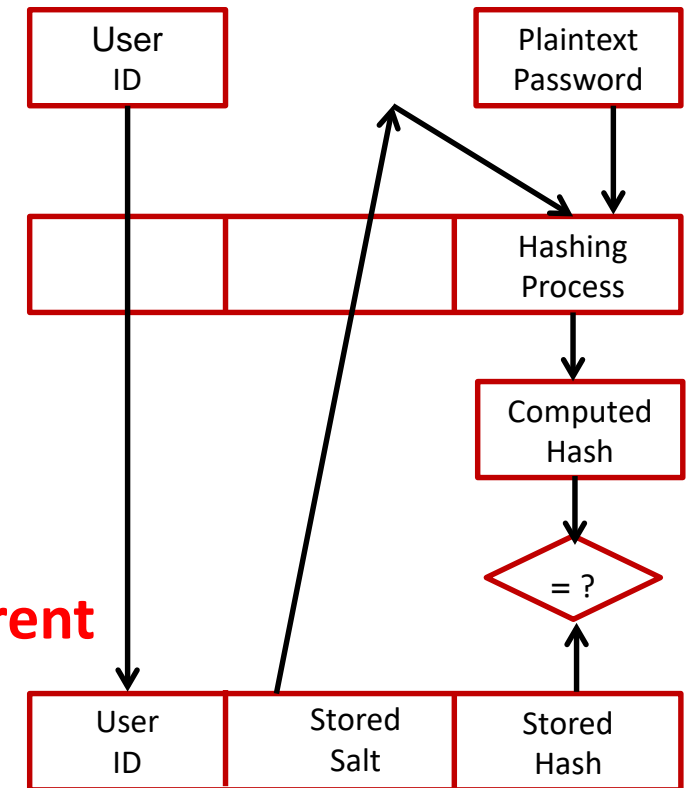 User
ID
Plaintext
Password
Hashing
Process
Computed
Hash
= ?
rent
User
ID
Stored
Salt
Stored
Hash